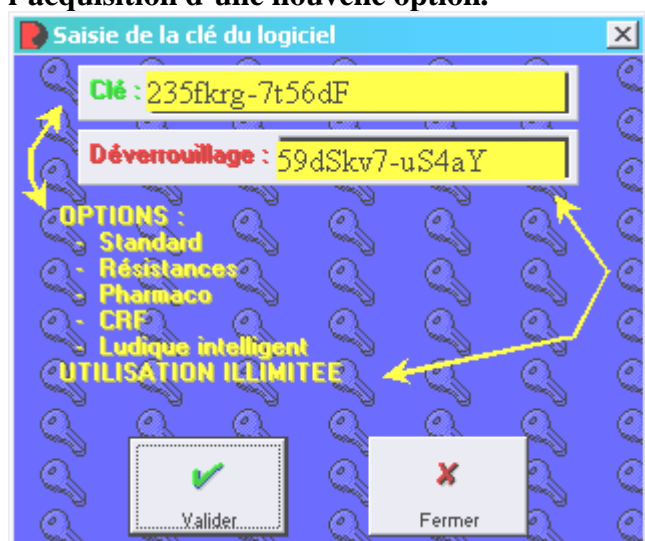 l'acquisition d'une nouvelle option.
Saisie de la clé du logiciel
Clé : 235fkrg-7t56dF
Déverrouillage : 59dSkv7-uS4aY
OPTIONS :
- Standard
- Résistances
- Pharmaco
- CRF
- Ludique intelligent
UTILISATION ILLIMITEE
Valider
Fermer